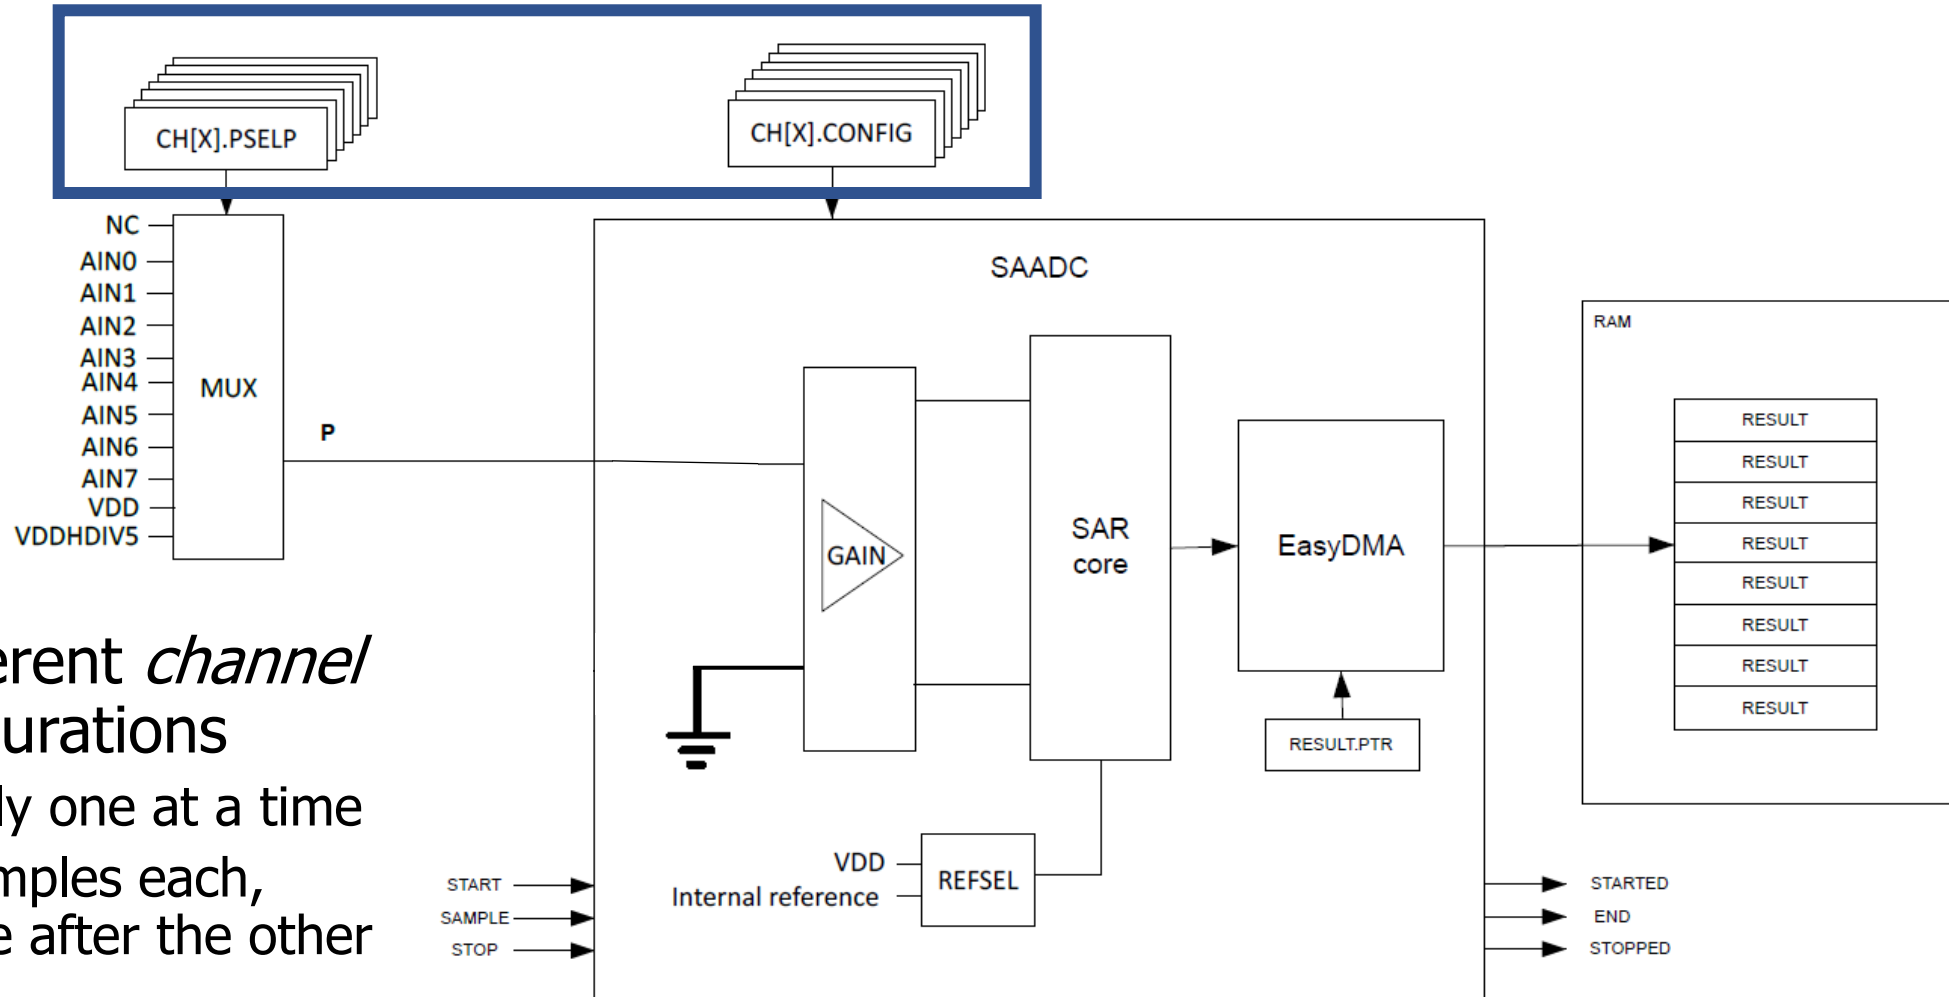 CH[X].PSELP
CH[X].CONFIG
NC
AIN0
AIN1
AIN2
AIN3
AIN4
AIN5
AIN6
AIN7
VDD
VDDHDIV5
MUX
P
SAADC
GAIN
SAR
core
EasyDMA
RESULT.PTR
RAM
RESULT
RESULT
RESULT
RESULT
RESULT
RESULT
RESULT
RESULT
VDD
Internal reference
REFSEL
START
SAMPLE
STOP
STARTED
END
STOPPED
erent channel
urations
ly one at a time
mples each,
e after the other